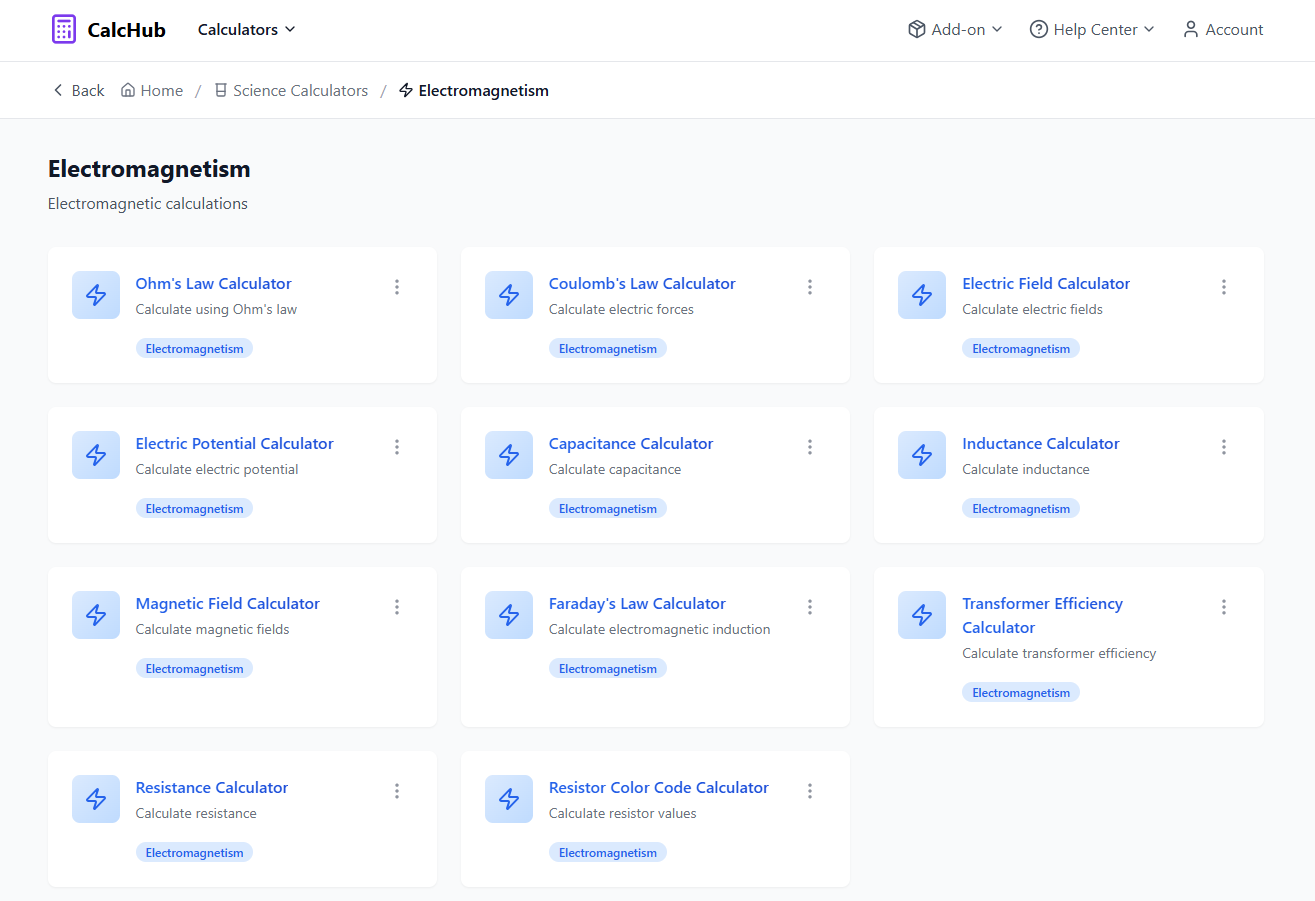 CalcHub
Calculators
Add-on
Help Center
Account
Back
Home
/
Science Calculators
/
Electromagnetism
Electromagnetism
Electromagnetic calculations
Ohm's Law Calculator
Calculate using Ohm's law
Electromagnetism
Coulomb's Law Calculator
Calculate electric forces
Electromagnetism
Electric Field Calculator
Calculate electric fields
Electromagnetism
Electric Potential Calculator
Calculate electric potential
Electromagnetism
Capacitance Calculator
Calculate capacitance
Electromagnetism
Inductance Calculator
Calculate inductance
Electromagnetism
Magnetic Field Calculator
Calculate magnetic fields
Electromagnetism
Faraday's Law Calculator
Calculate electromagnetic induction
Electromagnetism
Transformer Efficiency
Calculator
Calculate transformer efficiency
Electromagnetism
Resistance Calculator
Calculate resistance
Electromagnetism
Resistor Color Code Calculator
Calculate resistor values
Electromagnetism